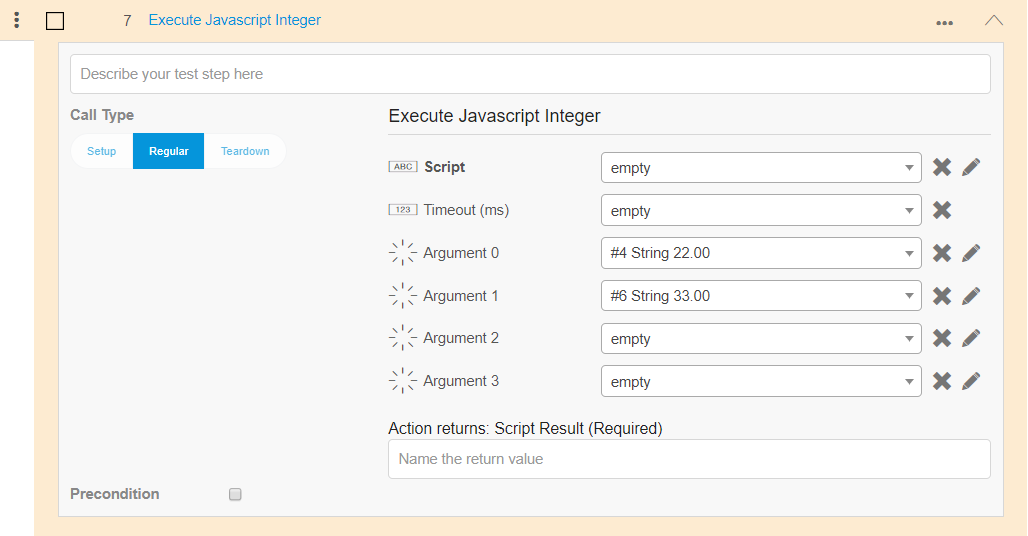 7 Execute Javascript Integer
Describe your test step here
Call Type
Setup Regular Teardown
Execute Javascript Integer
ABC Script empty
123 Timeout (ms) empty
Argument 0 #4 String 22.00
Argument 1 #6 String 33.00
Argument 2 empty
Argument 3 empty
Action returns: Script Result (Required)
Name the return value
Precondition